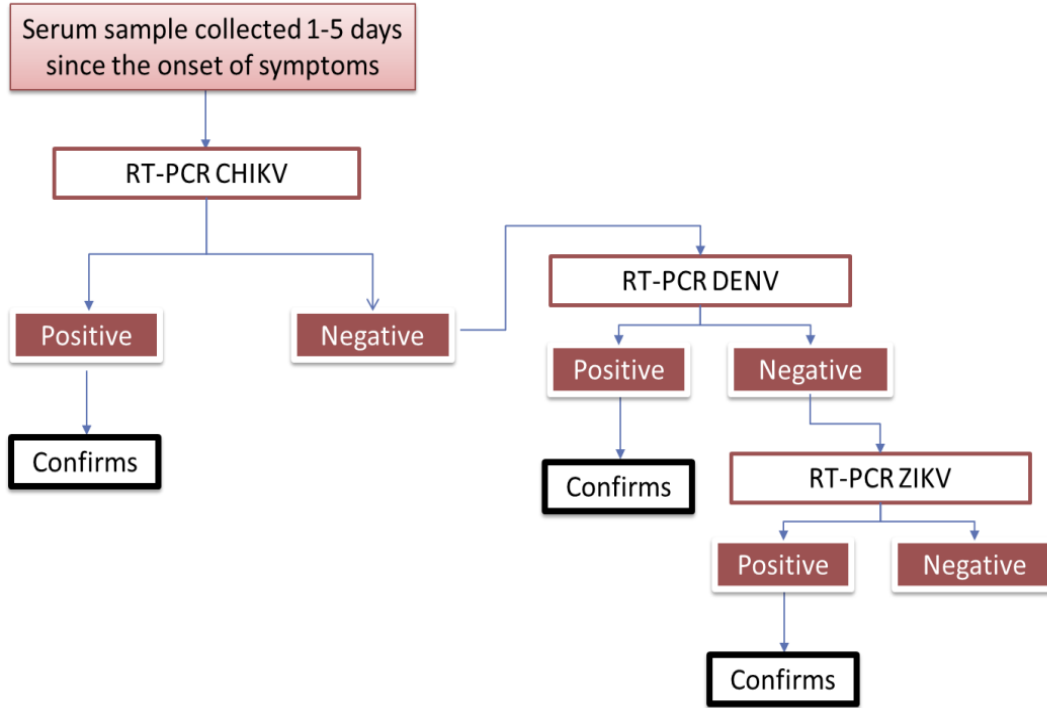 Serum sample collected 1-5 days
since the onset of symptoms
RT-PCR CHIKV
Positive
Negative
Confirms
RT-PCR DENV
Positive
Negative
Confirms
RT-PCR ZIKV
Positive
Negative
Confirms